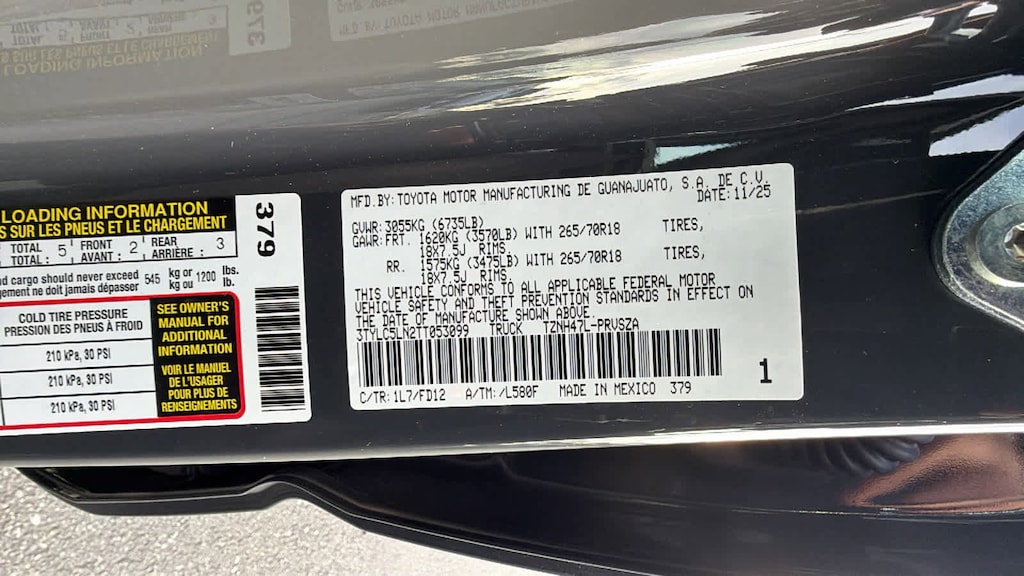 LOADING INFORMATION
S SUR LES PNEUS ET LE CHARGEMENT
TOTAL : 5 FRONT : 2 REAR : 3
TOTAL : AVANT : ARRIÈRE :
nd cargo should never exceed 545 kg or 1200 lbs.
gement ne doit jamais dépasser kg ou lb.
COLD TIRE PRESSURE
PRESSION DES PNEUS À FROID
210 kPa, 30 PSI
210 kPa, 30 PSI
210 kPa, 30 PSI
SEE OWNER'S
MANUAL FOR
ADDITIONAL
INFORMATION
VOIR LE MANUEL
DE L'USAGER
POUR PLUS DE
RENSEIGNEMENTS
379
MFD.BY:TOYOTA MOTOR MANUFACTURING DE GUANAJUATO, S.A. DE C.V.
DATE:11/25
GVWR:3055KG (6735LB)
GAWR:FRT. 1620KG (3570LB) WITH 265/70R18 TIRES,
18X7.5J RIMS
RR. 1575KG (3475LB) WITH 265/70R18 TIRES,
18X7.5J RIMS
THIS VEHICLE CONFORMS TO ALL APPLICABLE FEDERAL MOTOR
VEHICLE SAFETY AND THEFT PREVENTION STANDARDS IN EFFECT ON
THE DATE OF MANUFACTURE SHOWN ABOVE.
3TYLC5LN2TT053099 TRUCK TZNH47L-PRVSZA
C/TR:1L7/FD12 A/TM:/L580F MADE IN MEXICO 379
1